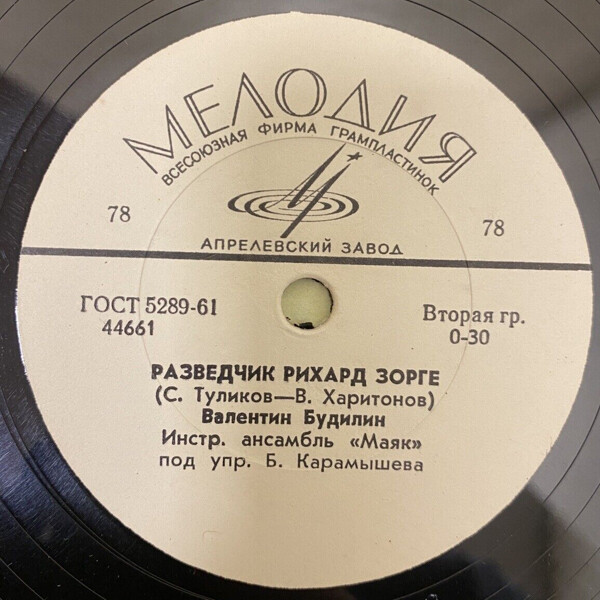 МЕЛОДИЯ
ВСЕСОЮЗНАЯ ФИРМА ГРАМПЛАСТИНОК
78
78
АПРЕЛЕВСКИЙ ЗАВОД
ГОСТ 5289-61
44661
Вторая гр.
0-30
РАЗВЕДЧИК РИХАРД ЗОРГЕ
(С. Туликов—В. Харитонов)
Валентин Будилин
Инстр. ансамбль «Маяк»
под упр. Б. Карамышева